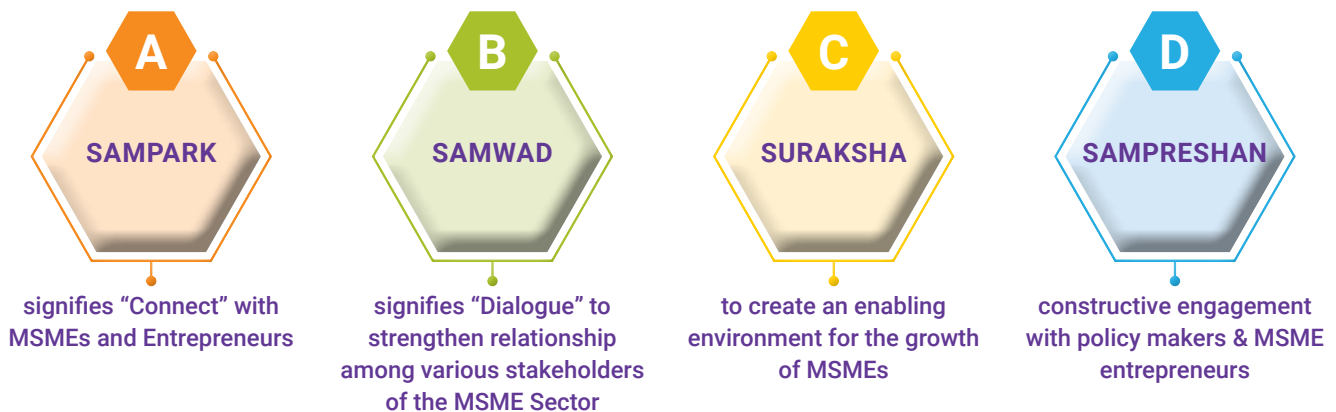 A
SAMPARK
signifies “Connect” with
MSMEs and Entrepreneurs
B
SAMWAD
signifies “Dialogue” to
strengthen relationship
among various stakeholders
of the MSME Sector
C
SURAKSHA
to create an enabling
environment for the growth
of MSMEs
D
SAMPRESHAN
constructive engagement
with policy makers & MSME
entrepreneurs